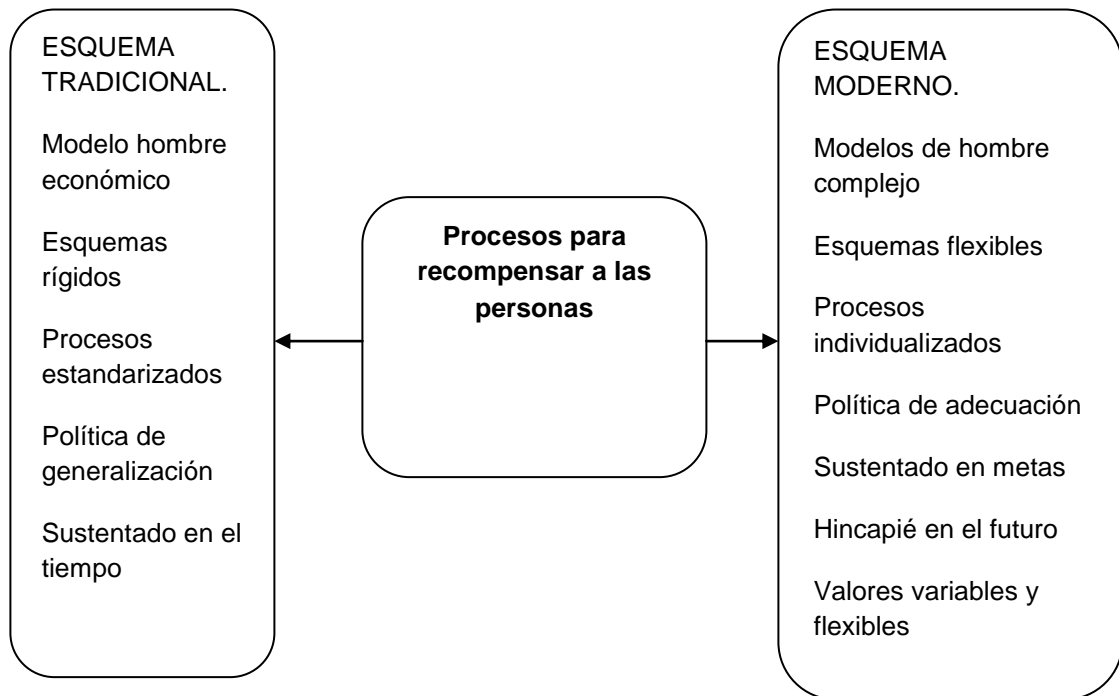 ESQUEMA
TRADICIONAL.
Modelo hombre
económico
Esquemas
rígidos
Procesos
estandarizados
Política de
generalización
Sustentado en el
tiempo
Procesos para
recompensar a las
personas
ESQUEMA
MODERNO.
Modelos de hombre
complejo
Esquemas flexibles
Procesos
individualizados
Política de adecuación
Sustentado en metas
Hincapié en el futuro
Valores variables y
flexibles